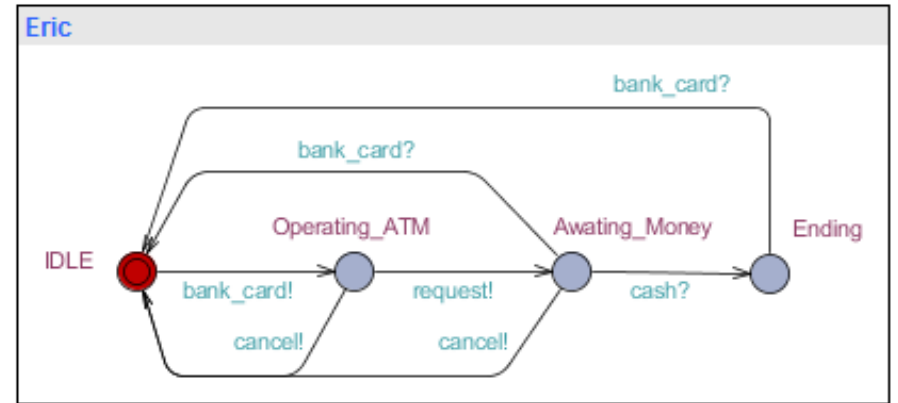 Eric
bank_card?
bank_card?
Operating_ATM
Awating_Money
Ending
IDLE
bank_card!
request!
cash?
cancel!
cancel!